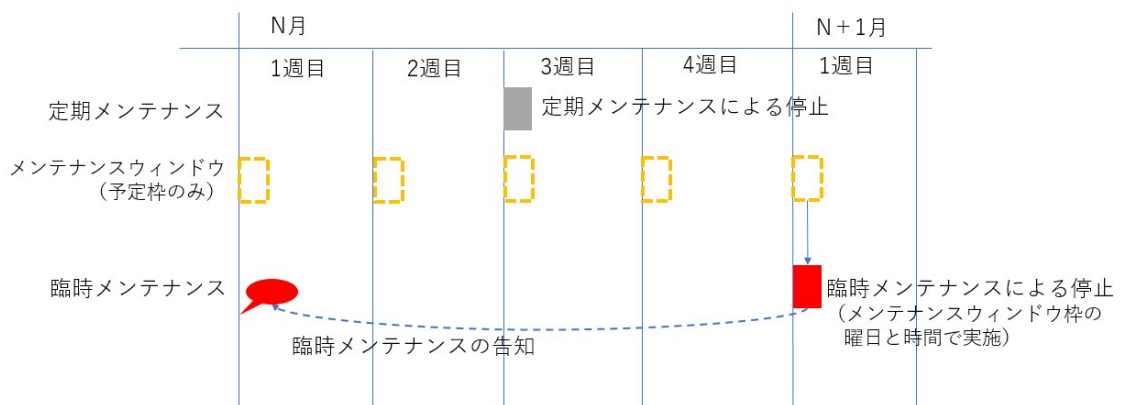 N月
N＋1月
1週目
2週目
3週目
4週目
1週目
定期メンテナンス
定期メンテナンスによる停止
メンテナンスウィンドウ
（予定枠のみ）
臨時メンテナンス
臨時メンテナンスによる停止
（メンテナンスウィンドウ枠の
曜日と時間で実施）
臨時メンテナンスの告知